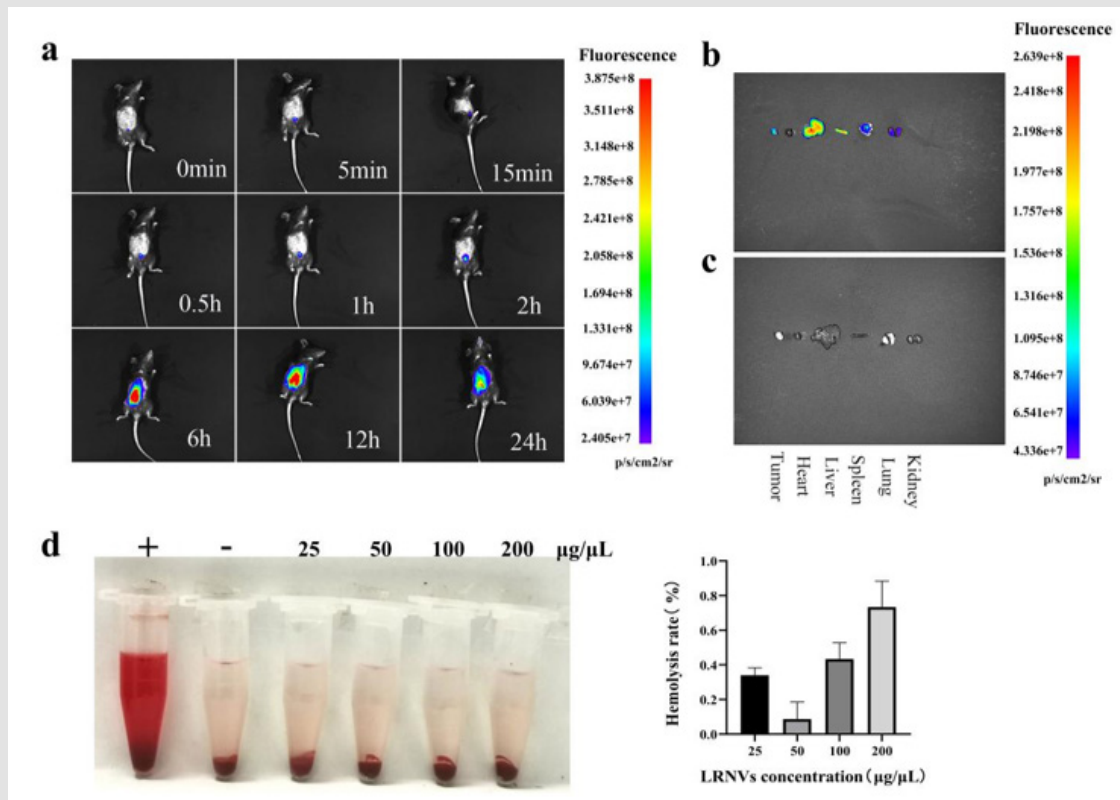 a
0min
5min
15min
0.5h
1h
2h
6h
12h
24h
Fluorescence
3.875e+8
3.511e+8
3.148e+8
2.785e+8
2.421e+8
2.058e+8
1.694e+8
1.331e+8
9.674e+7
6.039e+7
2.405e+7
p/s/cm2/sr
b
c
Tumor
Heart
Liver
Spleen
Lung
Kidney
Fluorescence
2.639e+8
2.418e+8
2.198e+8
1.977e+8
1.757e+8
1.536e+8
1.316e+8
1.095e+8
8.746e+7
6.541e+7
4.336e+7
p/s/cm2/sr
d
+ - 25 50 100 200 μg/μL
Hemolysis rate( %)
1.0
0.8
0.6
0.4
0.2
0.0
25 50 100 200
LRNVs concentration(μg/μL)